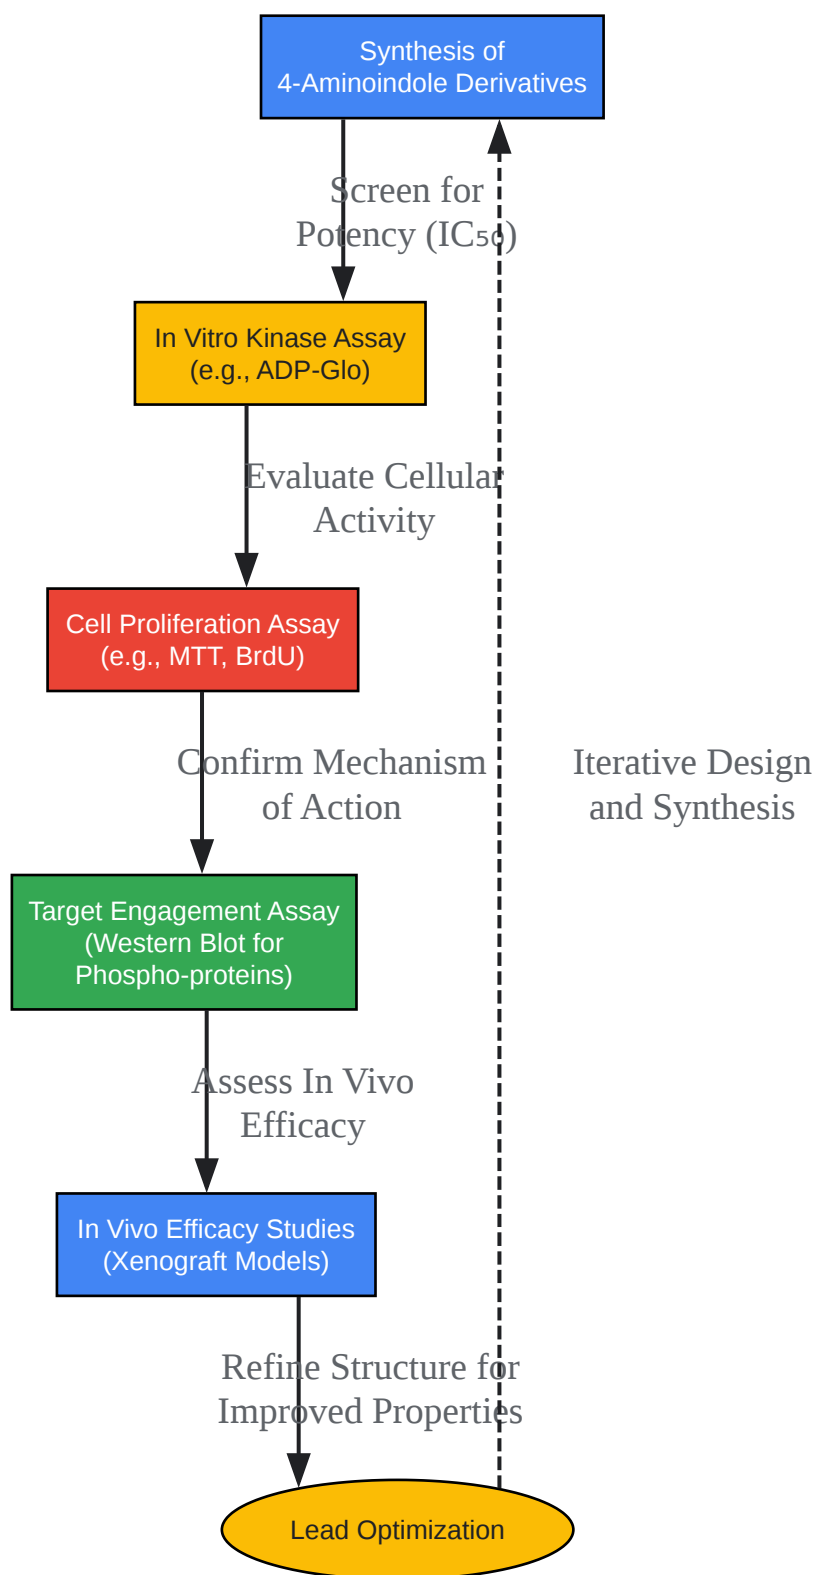 Synthesis of
4-Aminoindole Derivatives
Screen for
Potency (IC₅₀)
In Vitro Kinase Assay
(e.g., ADP-Glo)
Evaluate Cellular
Activity
Cell Proliferation Assay
(e.g., MTT, BrdU)
Confirm Mechanism
of Action
Iterative Design
and Synthesis
Target Engagement Assay
(Western Blot for
Phospho-proteins)
Assess In Vivo
Efficacy
In Vivo Efficacy Studies
(Xenograft Models)
Refine Structure for
Improved Properties
Lead Optimization